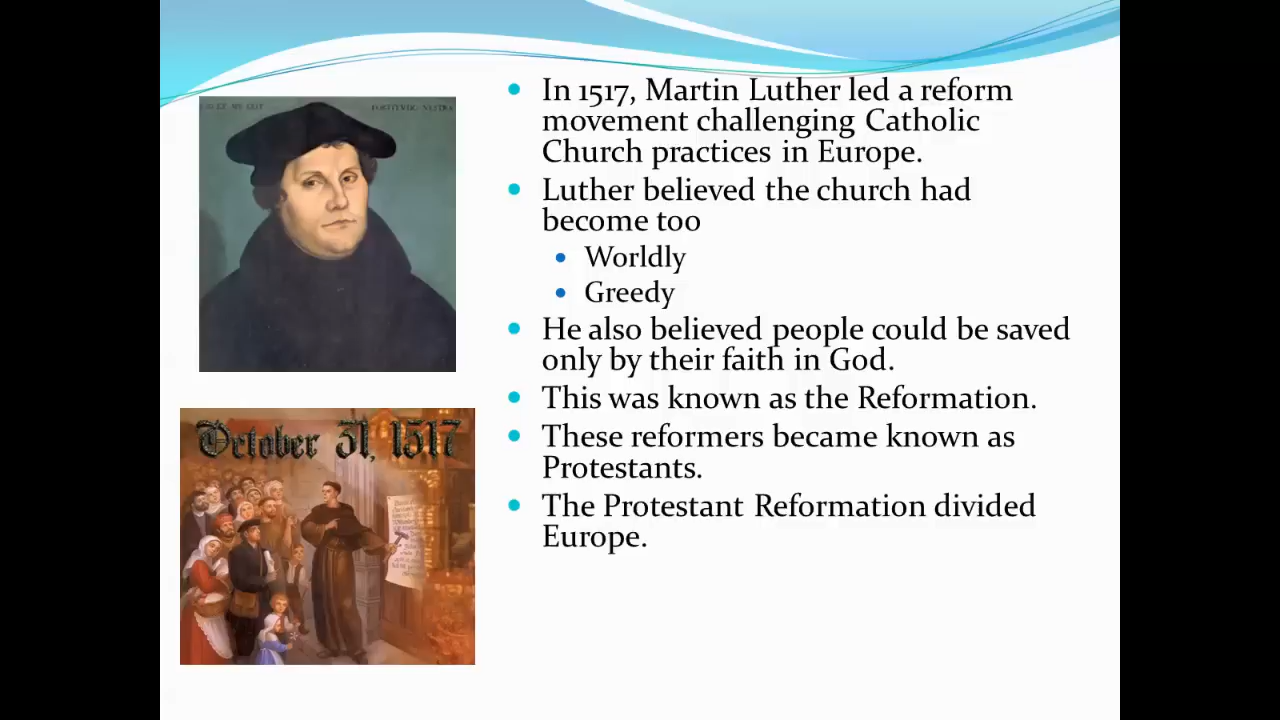 In 1517, Martin Luther led a reform
movement challenging Catholic
Church practices in Europe.
Luther believed the church had
become too
Worldly
Greedy
He also believed people could be saved
only by their faith in God.
This was known as the Reformation.
These reformers became known as
Protestants.
The Protestant Reformation divided
Europe.
October 31, 1517